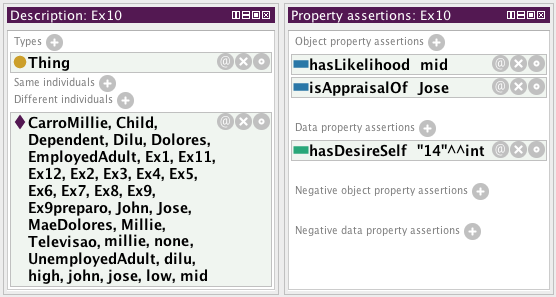 Description: Ex10
Types
Thing
Same individuals
Different individuals
CarroMillie, Child,
Dependent, Dilu, Dolores,
EmployedAdult, Ex1, Ex11,
Ex12, Ex2, Ex3, Ex4, Ex5,
Ex6, Ex7, Ex8, Ex9,
Ex9preparo, John, Jose,
MaeDolores, Millie,
Televisao, millie, none,
UnemployedAdult, dilu,
high, john, jose, low, mid
Property assertions: Ex10
Object property assertions
hasLikelihood mid
isAppraisalOf Jose
Data property assertions
hasDesireSelf "14"^^int
Negative object property assertions
Negative data property assertions